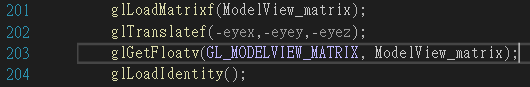 201 glLoadMatrixf(ModelView_matrix);
202 glTranslatef(-eyex,-eyey,-eyez);
203 glGetFloatv(GL_MODELVIEW_MATRIX, ModelView_matrix);
204 glLoadIdentity();